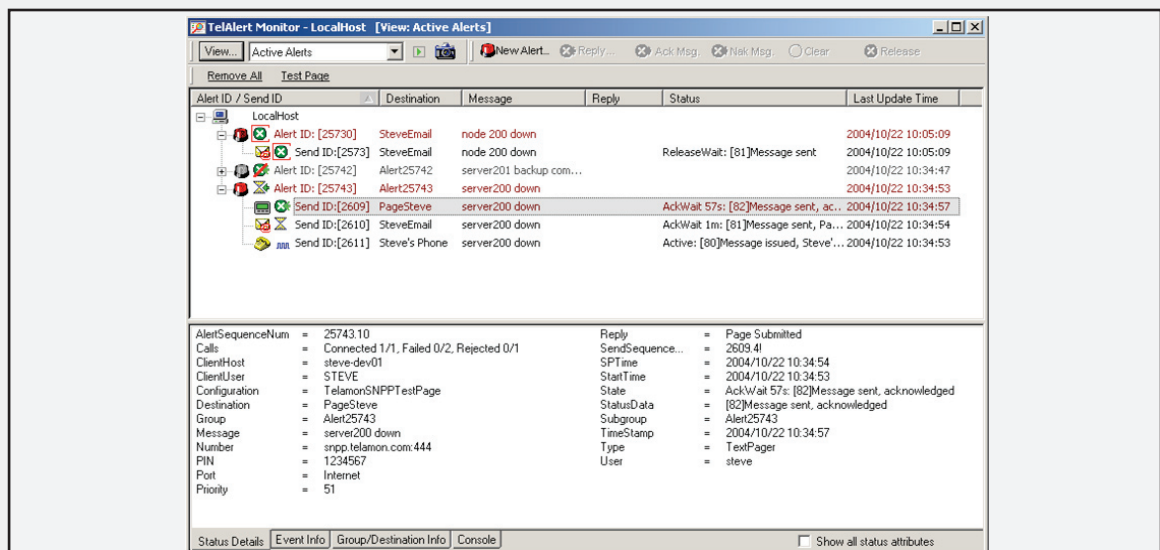 TelAlert Monitor - LocalHost [View: Active Alerts]
View... Active Alerts New Alert... Reply... Ack Msg. Nak Msg. Clear Release
Remove All Test Page
Alert ID / Send ID Destination Message Reply Status Last Update Time
LocalHost
Alert ID: [25730] SteveEmail node 200 down 2004/10/22 10:05:09
Send ID:[2573] SteveEmail node 200 down ReleaseWait: [81]Message sent 2004/10/22 10:05:09
Alert ID: [25742] Alert25742 server201 backup com... 2004/10/22 10:34:47
Alert ID: [25743] Alert25743 server200 down 2004/10/22 10:34:53
Send ID:[2609] PageSteve server200 down AckWait 57s: [82]Message sent, ac.. 2004/10/22 10:34:57
Send ID:[2610] SteveEmail server200 down AckWait 1m: [81]Message sent, Pa... 2004/10/22 10:34:54
Send ID:[2611] Steve's Phone server200 down Active: [80]Message issued, Steve'... 2004/10/22 10:34:53
AlertSequenceNum = 25743.10 Reply = Page Submitted
Calls = Connected 1/1, Failed 0/2, Rejected 0/1 SendSequence... = 2609.4!
ClientHost = steve-dev01 SPTime = 2004/10/22 10:34:54
ClientUser = STEVE StartTime = 2004/10/22 10:34:53
Configuration = TelamonSNPPTestPage State = AckWait 57s: [82]Message sent, acknowledged
Destination = PageSteve StatusData = [82]Message sent, acknowledged
Group = Alert25743 Subgroup = Alert25743
Message = server200 down TimeStamp = 2004/10/22 10:34:57
Number = snpp.telamon.com:444 Type = TextPager
PIN = 1234567 User = steve
Port = Internet
Priority = 51
Status Details Event Info Group/Destination Info Console Show all status attributes